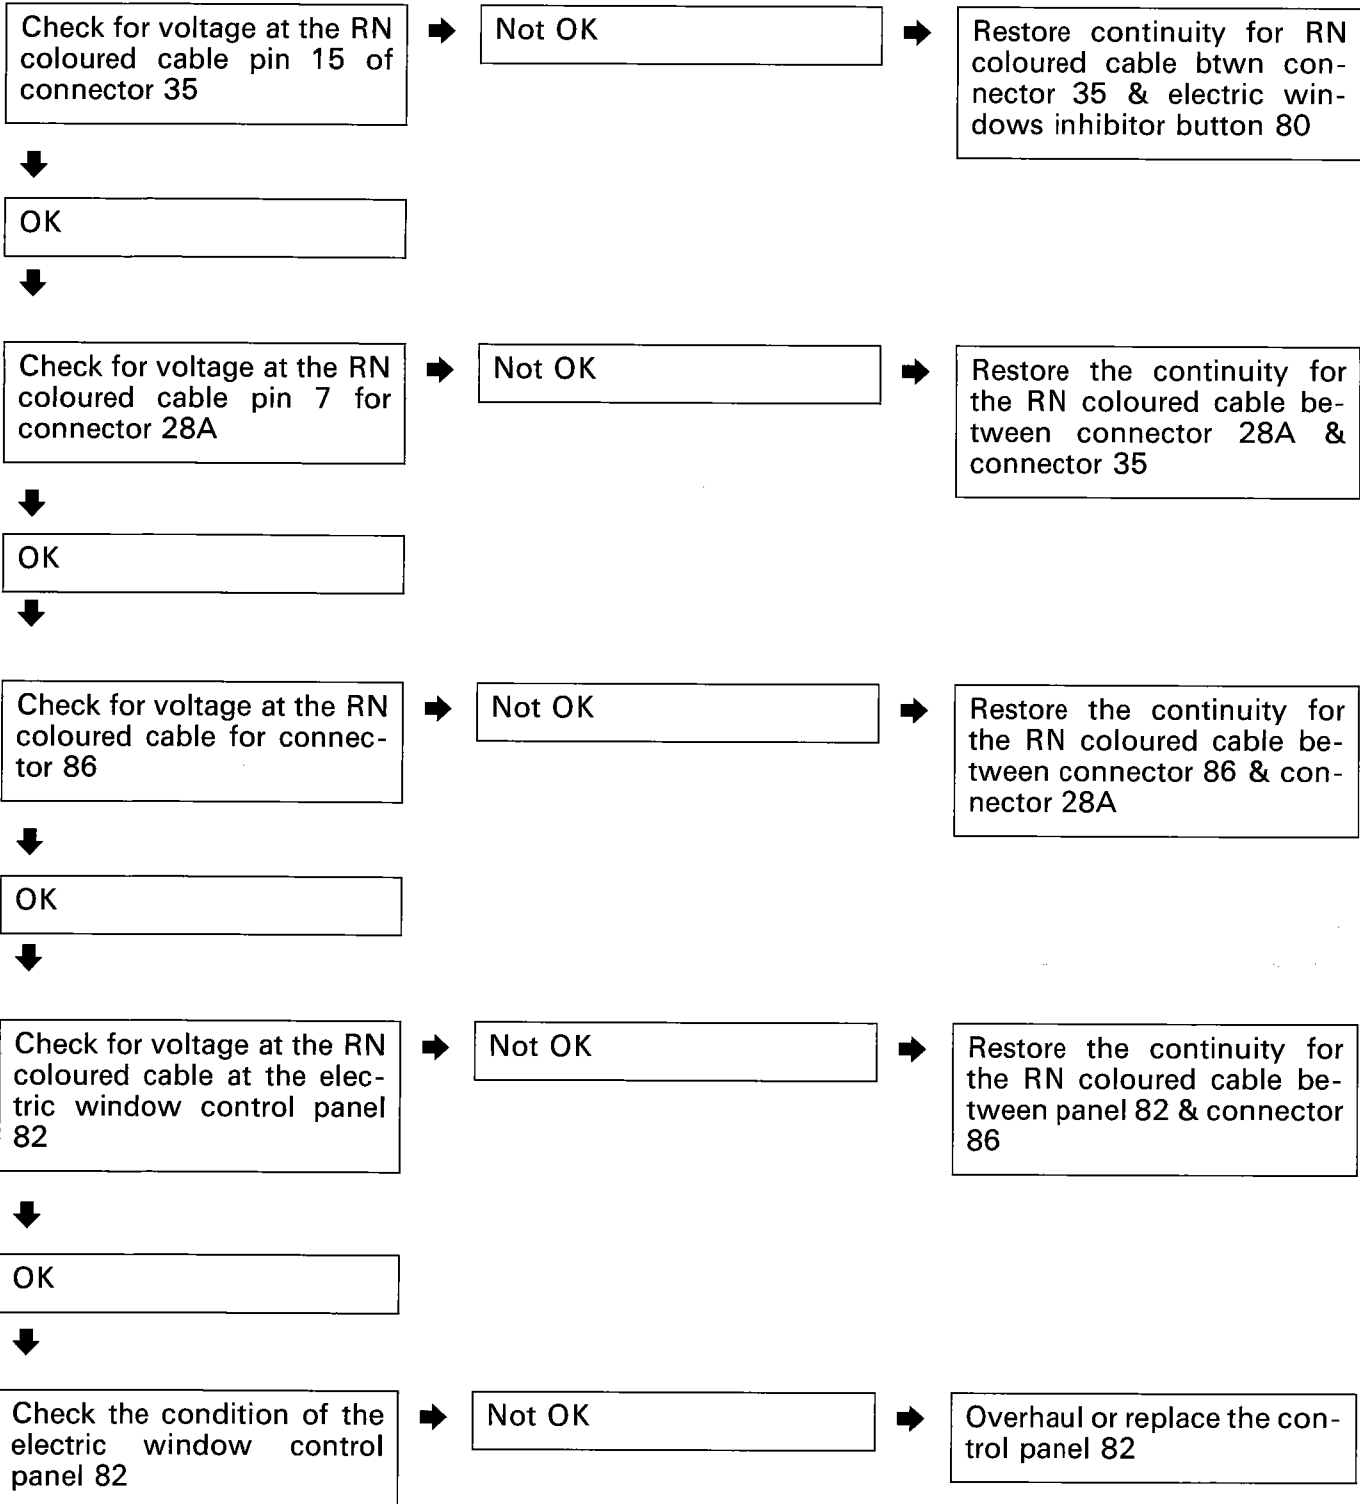 Check for voltage at the RN
coloured cable pin 15 of
connector 35
Not OK
Restore continuity for RN
coloured cable btwn con-
nector 35 & electric win-
dows inhibitor button 80
OK
Check for voltage at the RN
coloured cable pin 7 for
connector 28A
Not OK
Restore the continuity for
the RN coloured cable be-
tween connector 28A &
connector 35
OK
Check for voltage at the RN
coloured cable for connec-
tor 86
Not OK
Restore the continuity for
the RN coloured cable be-
tween connector 86 & con-
nector 28A
OK
Check for voltage at the RN
coloured cable at the elec-
tric window control panel
82
Not OK
Restore the continuity for
the RN coloured cable be-
tween panel 82 & connector
86
OK
Check the condition of the
electric window control
panel 82
Not OK
Overhaul or replace the con-
trol panel 82